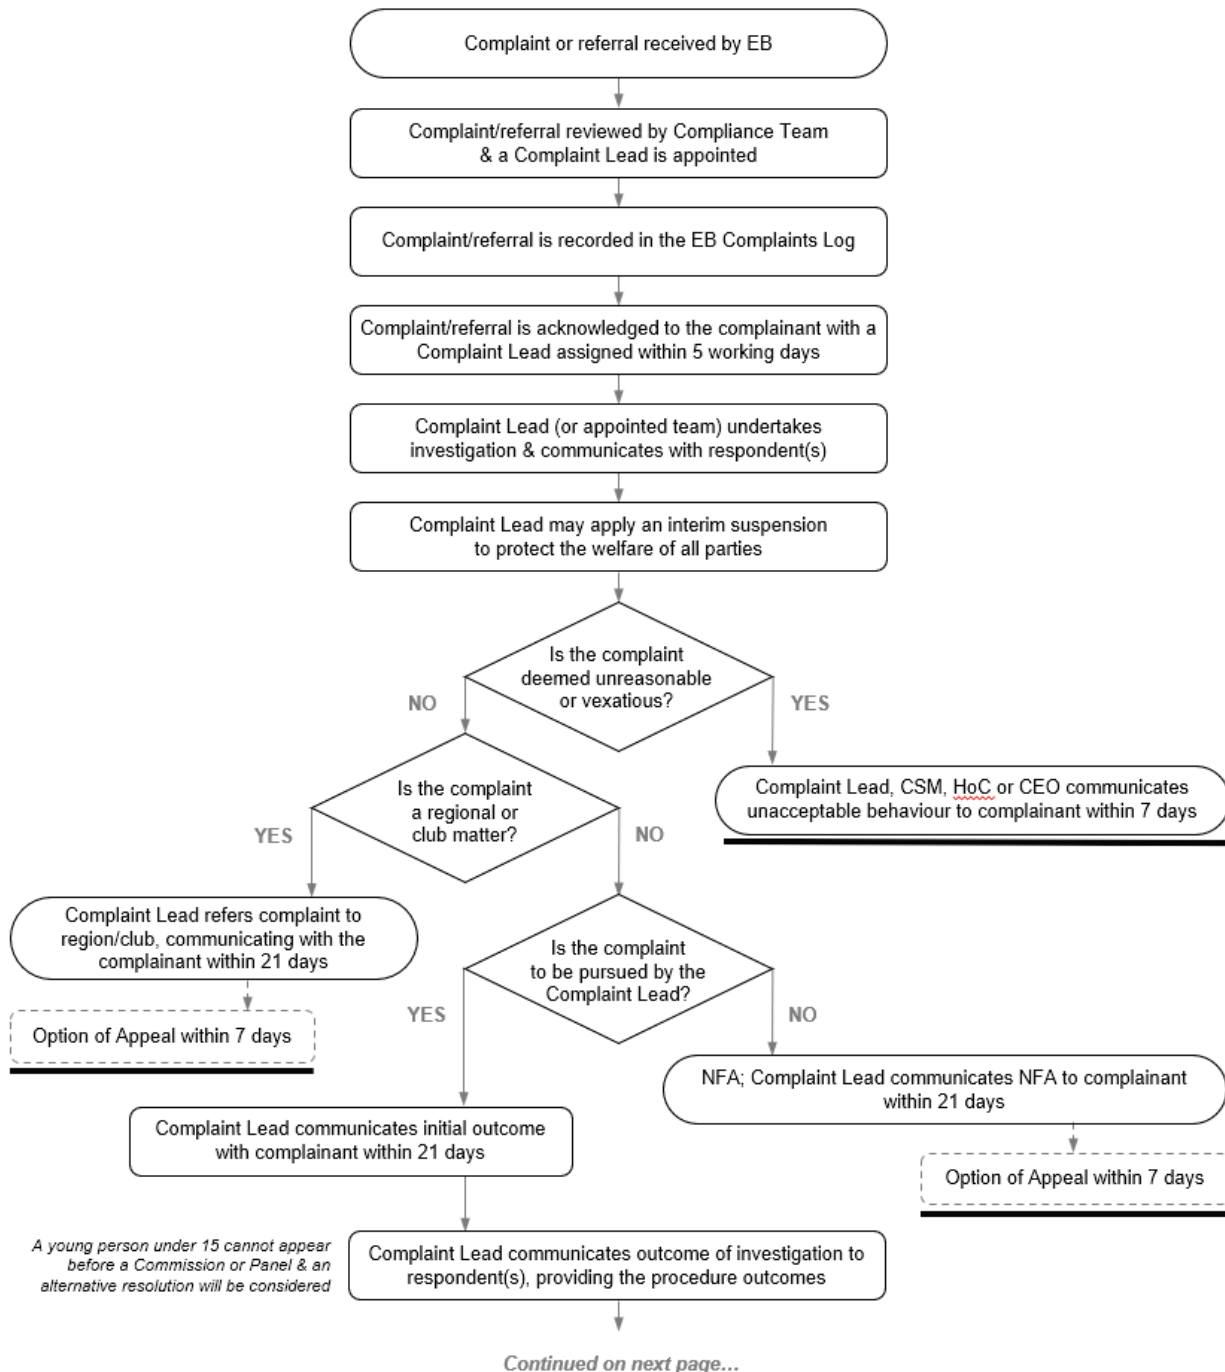 Complaint or referral received by EB
Complaint/referral reviewed by Compliance Team
& a Complaint Lead is appointed
Complaint/referral is recorded in the EB Complaints Log
Complaint/referral is acknowledged to the complainant with a
Complaint Lead assigned within 5 working days
Complaint Lead (or appointed team) undertakes
investigation & communicates with respondent(s)
Complaint Lead may apply an interim suspension
to protect the welfare of all parties
Is the complaint
deemed unreasonable
or vexatious?
NO
YES
Complaint Lead, CSM, HoC or CEO communicates
unacceptable behaviour to complainant within 7 days
Is the complaint
a regional or
club matter?
YES
NO
Complaint Lead refers complaint to
region/club, communicating with the
complainant within 21 days
Option of Appeal within 7 days
Is the complaint
to be pursued by the
Complaint Lead?
YES
NO
NFA; Complaint Lead communicates NFA to complainant
within 21 days
Option of Appeal within 7 days
Complaint Lead communicates initial outcome
with complainant within 21 days
A young person under 15 cannot appear
before a Commission or Panel & an
alternative resolution will be considered
Complaint Lead communicates outcome of investigation to
respondent(s), providing the procedure outcomes
Continued on next page…